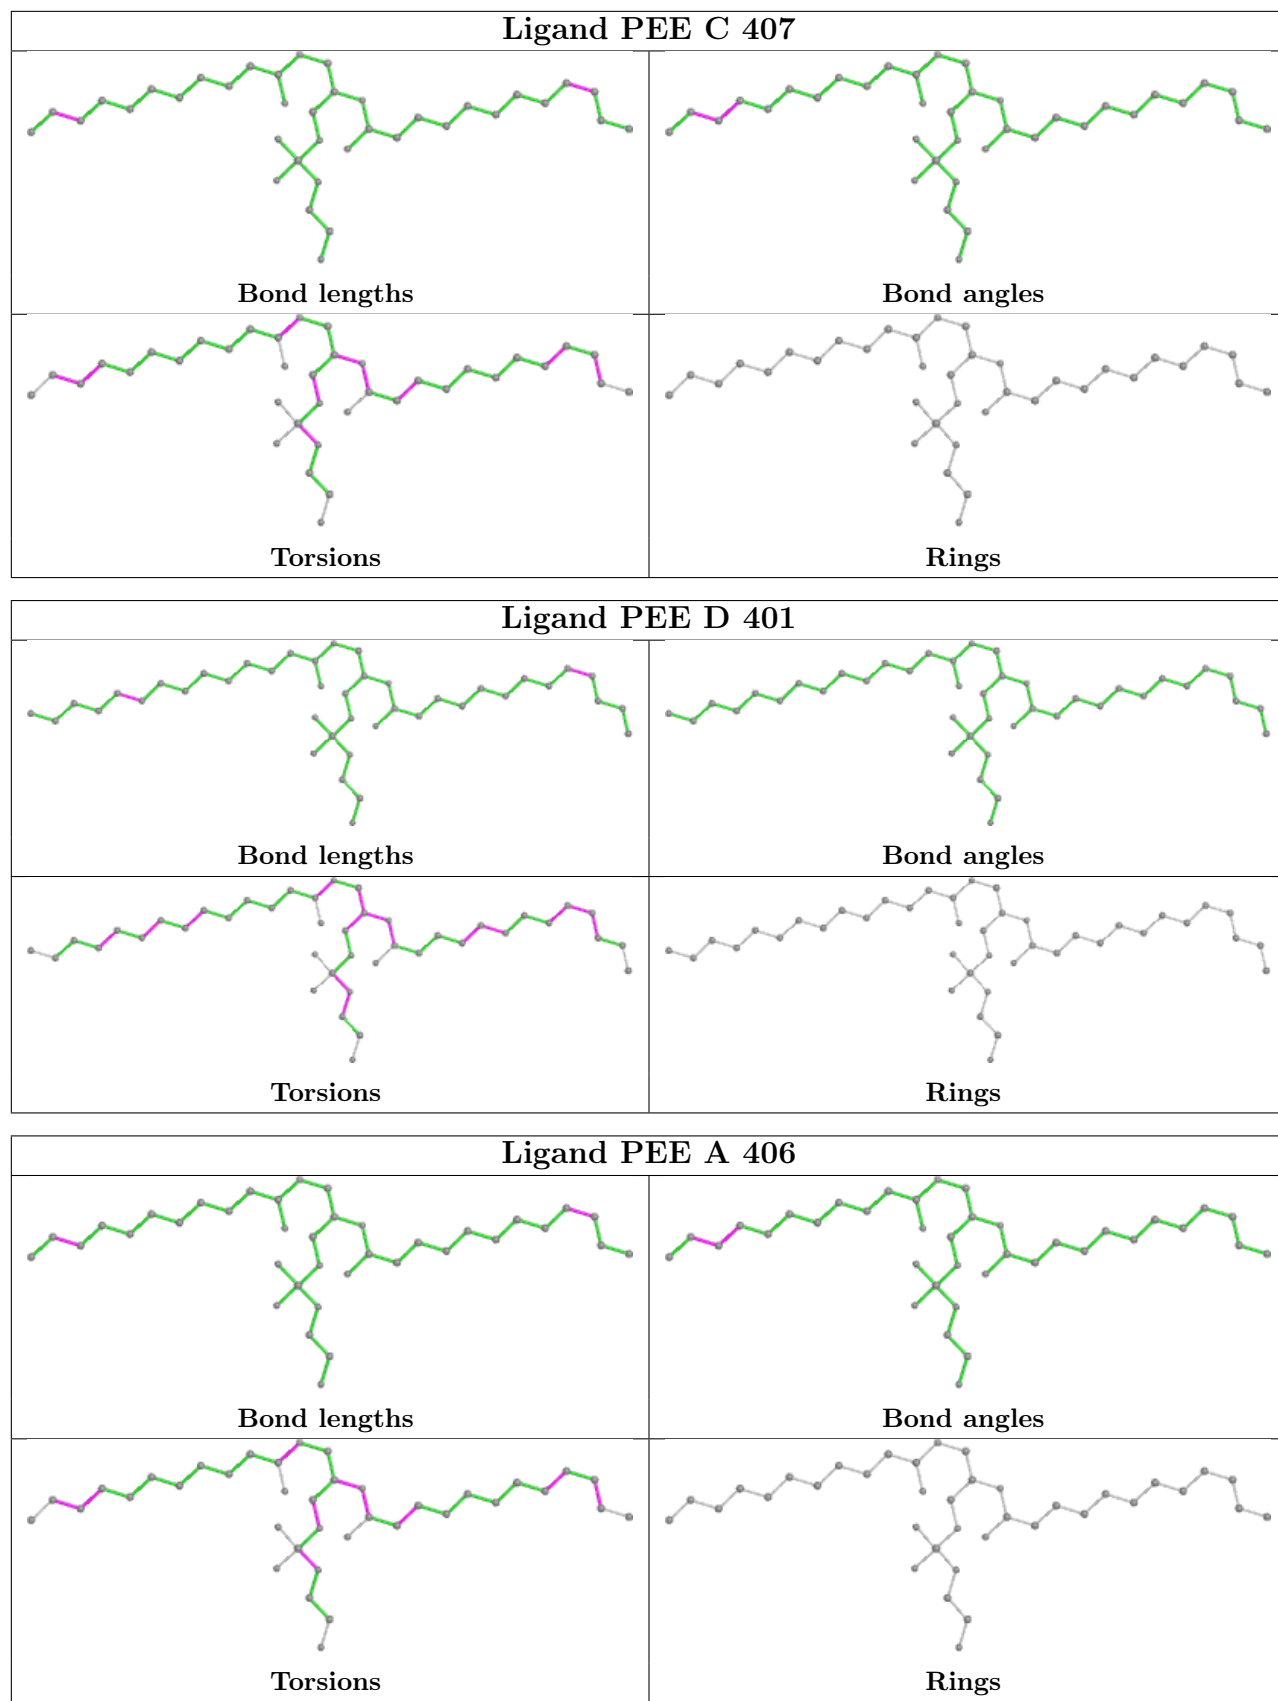 Ligand PEE C 407
Bond lengths
Bond angles
Torsions
Rings
Ligand PEE D 401
Bond lengths
Bond angles
Torsions
Rings
Ligand PEE A 406
Bond lengths
Bond angles
Torsions
Rings